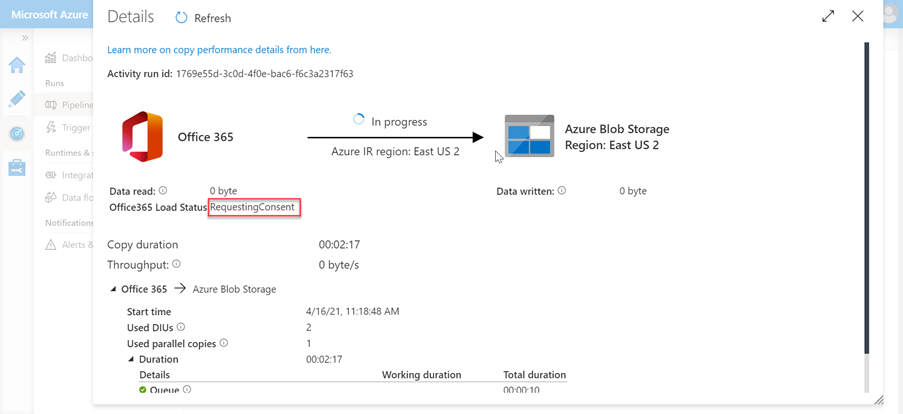 Microsoft Azure
Details
Refresh
»
Learn more on copy performance details from here.
Activity run id: 1769e55d-3c0d-4f0e-bac6-f6c3a2317f63
Dashbo
Runs
Pipeline
Trigger
Runtimes & s
Integrat
Data flo
Notifications
Alerts &
Office 365
In progress
Azure IR region: East US 2
Azure Blob Storage
Region: East US 2
Data read: 0 byte
Data written: 0 byte
Office365 Load Status RequestingConsent
Copy duration 00:02:17
Throughput: 0 byte/s
Office 365 → Azure Blob Storage
Start time 4/16/21, 11:18:48 AM
Used DIUs 2
Used parallel copies 1
Duration 00:02:17
Details Working duration Total duration
Queue 00:00:10